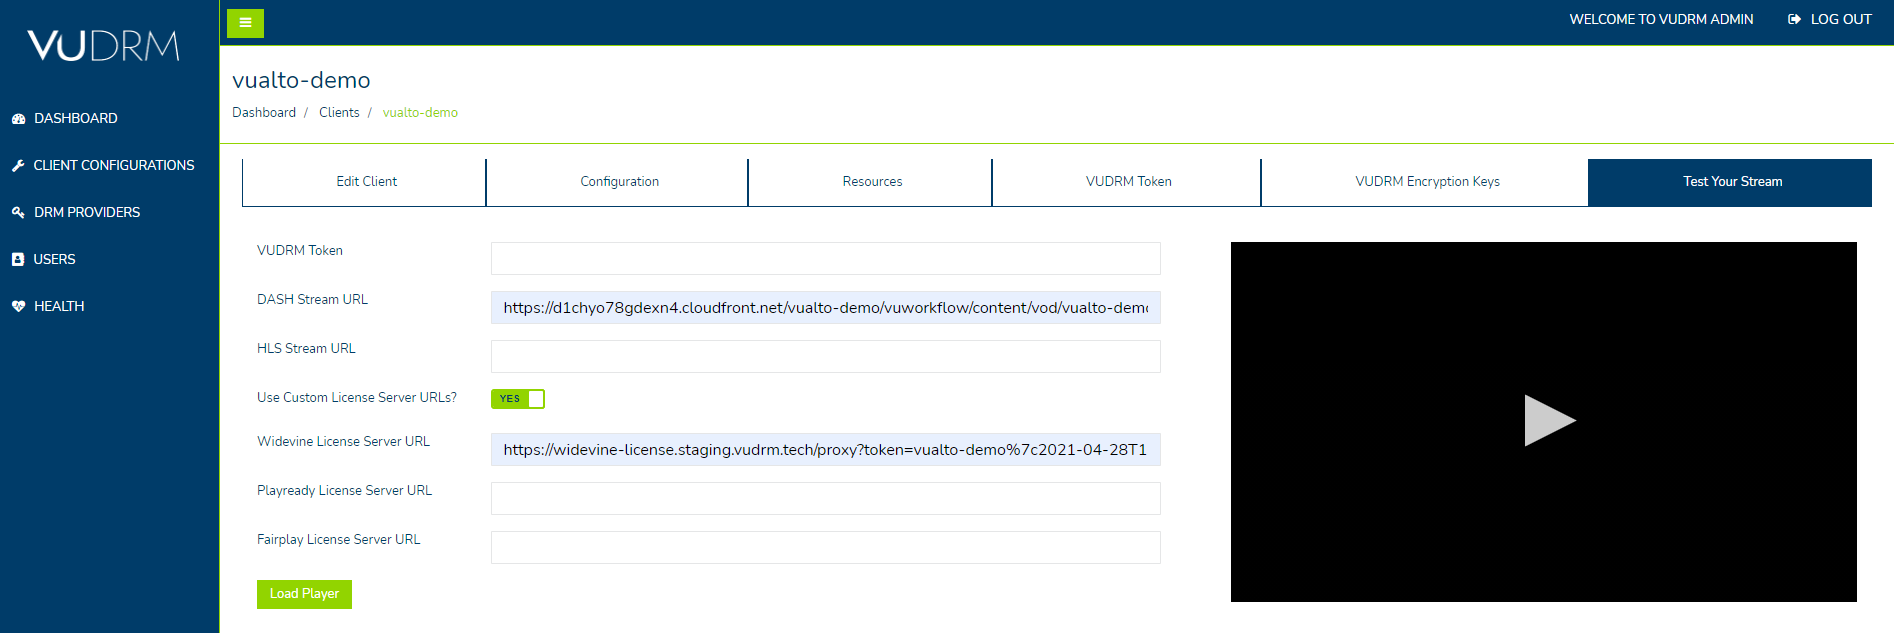 VUDRM
WELCOME TO VUDRM ADMIN
LOG OUT
DASHBOARD
CLIENT CONFIGURATIONS
DRM PROVIDERS
USERS
HEALTH
vualto-demo
Dashboard / Clients / vualto-demo
Edit Client
Configuration
Resources
VUDRM Token
VUDRM Encryption Keys
Test Your Stream
VUDRM Token
DASH Stream URL
https://d1chyo78gdexn4.cloudfront.net/vualto-demo/vuworkflow/content/vod/vualto-demo
HLS Stream URL
Use Custom License Server URLs?
YES
Widevine License Server URL
https://widevine-license.staging.vudrm.tech/proxy?token=vualto-demo%7c2021-04-28T1
Playready License Server URL
Fairplay License Server URL
Load Player